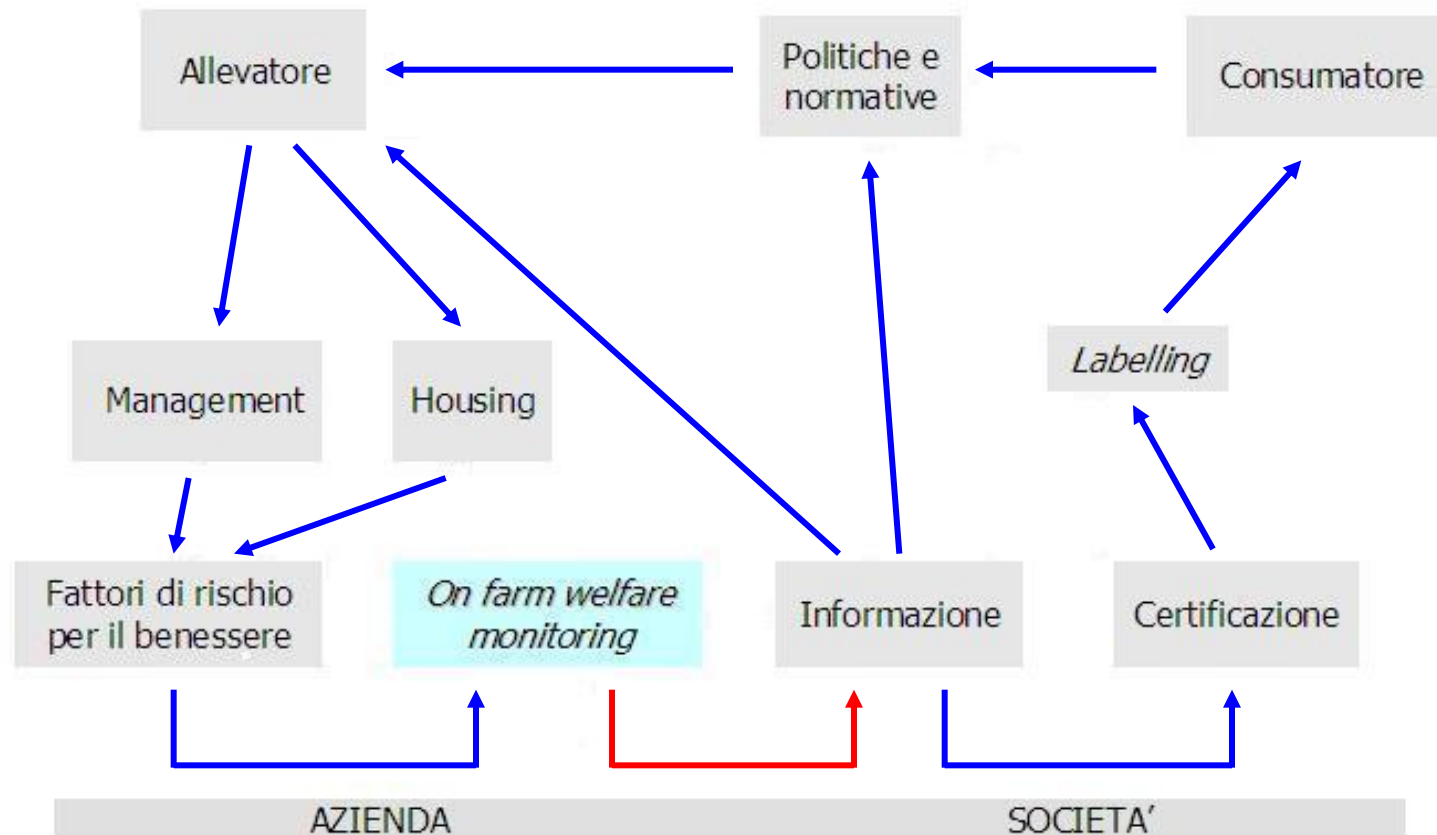 Allevatore
Politiche e
normative
Consumatore
Management
Housing
Labelling
Fattori di rischio
per il benessere
On farm welfare
monitoring
Informazione
Certificazione
AZIENDA
SOCIETA’